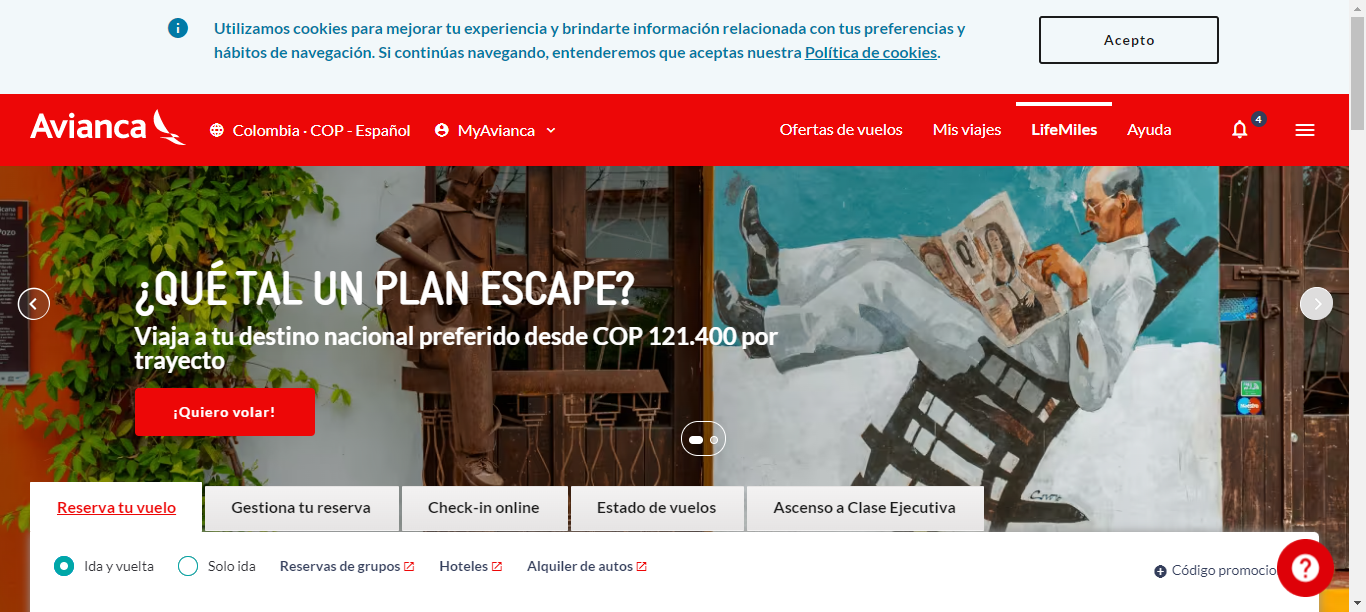 Utilizamos cookies para mejorar tu experiencia y brindarte información relacionada con tus preferencias y
hábitos de navegación. Si continúas navegando, entenderemos que aceptas nuestra Política de cookies.
Acepto
Avianca
Colombia · COP - Español
MyAvianca
Ofertas de vuelos
Mis viajes
LifeMiles
Ayuda
4
¿QUÉ TAL UN PLAN ESCAPE?
Viaja a tu destino nacional preferido desde COP 121.400 por
trayecto
¡Quiero volar!
Reserva tu vuelo
Gestiona tu reserva
Check-in online
Estado de vuelos
Ascenso a Clase Ejecutiva
Ida y vuelta
Solo ida
Reservas de grupos
Hoteles
Alquiler de autos
Código promocio
?